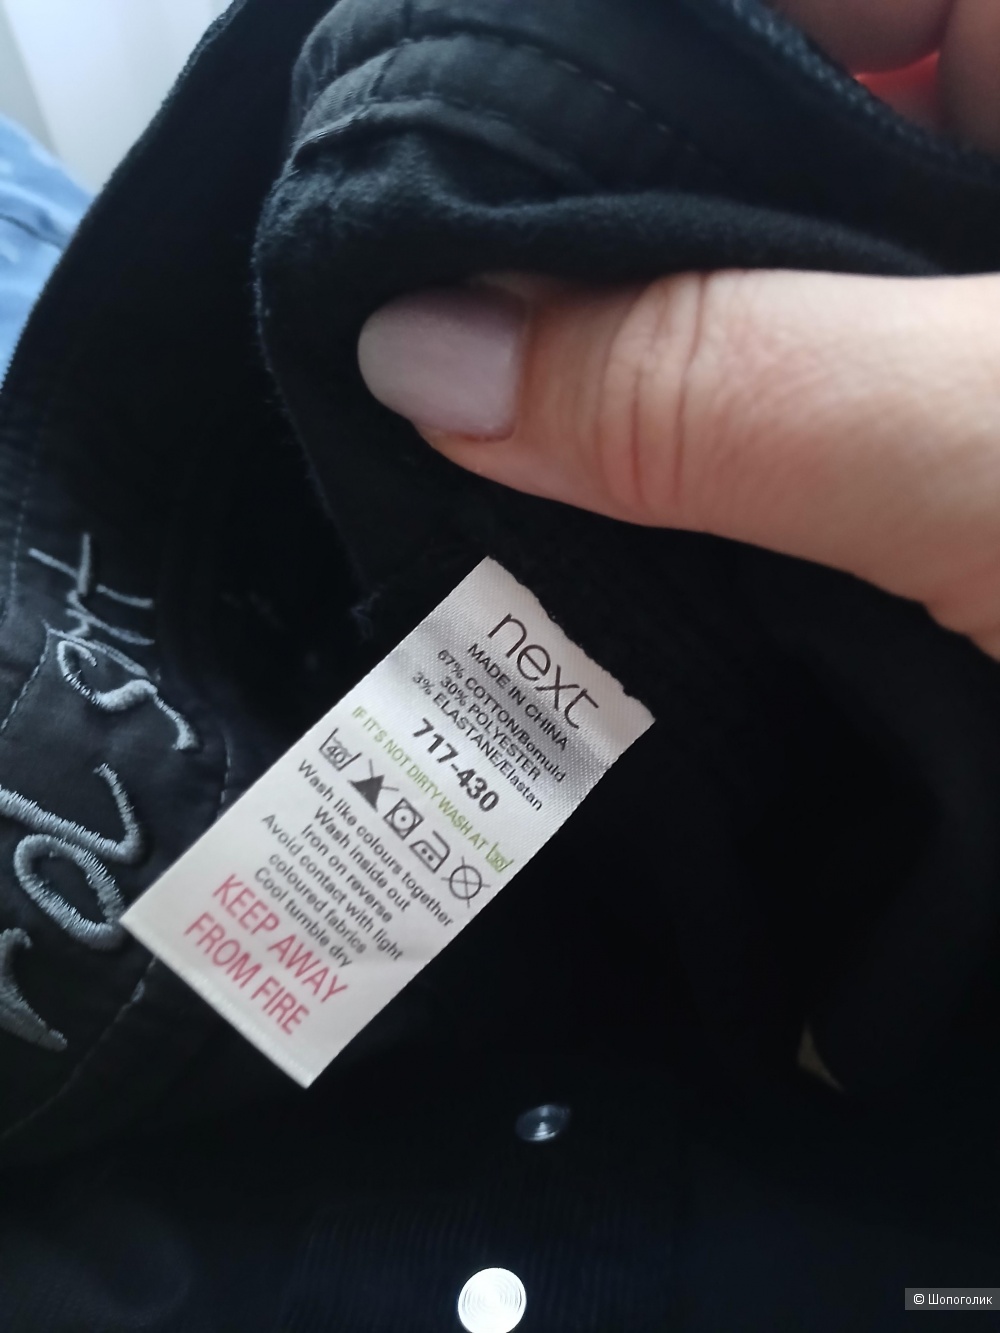 next
MADE IN CHINA
67% COTTON/Bomuld
30% POLYESTER
3% ELASTANE/Elastan
717-430
IF IT'S NOT DIRTY WASH AT 30
40
Wash like colours together
Wash inside out
Iron on reverse
Avoid contact with light
coloured fabrics
Cool tumble dry
KEEP AWAY
FROM FIRE
© Шопоголик